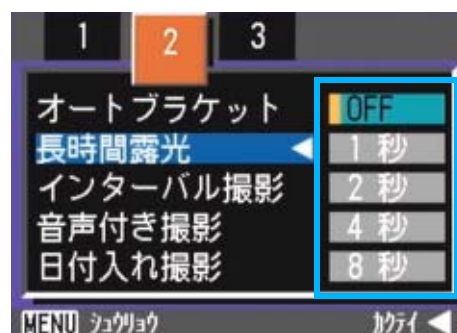 1 2 3
オートブラケット OFF
長時間露光 1 秒
インターバル撮影 2 秒
音声付き撮影 4 秒
日付入れ撮影 8 秒
MENU シュウリョウ カクテイ